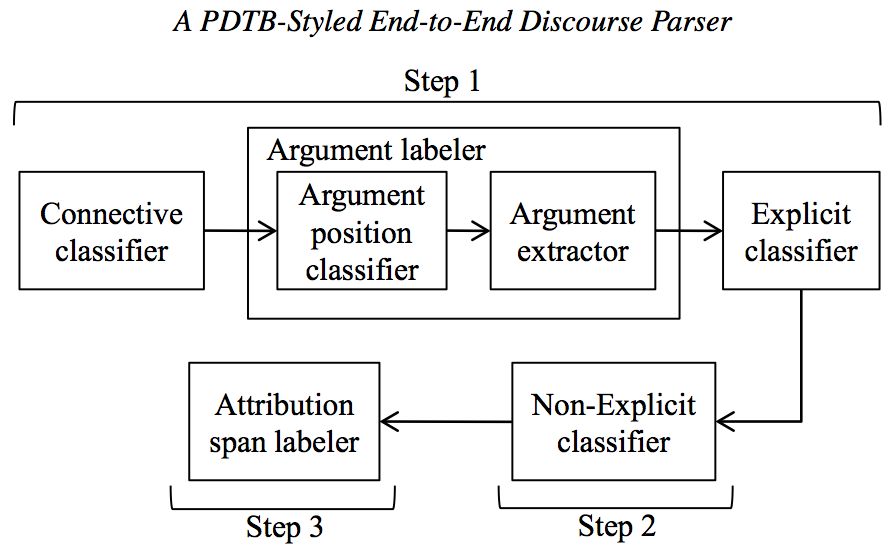 A PDTB-Styled End-to-End Discourse Parser
Step 1
Argument labeler
Connective
classifier
Argument
position
classifier
Argument
extractor
Explicit
classifier
Attribution
span labeler
Non-Explicit
classifier
Step 3
Step 2